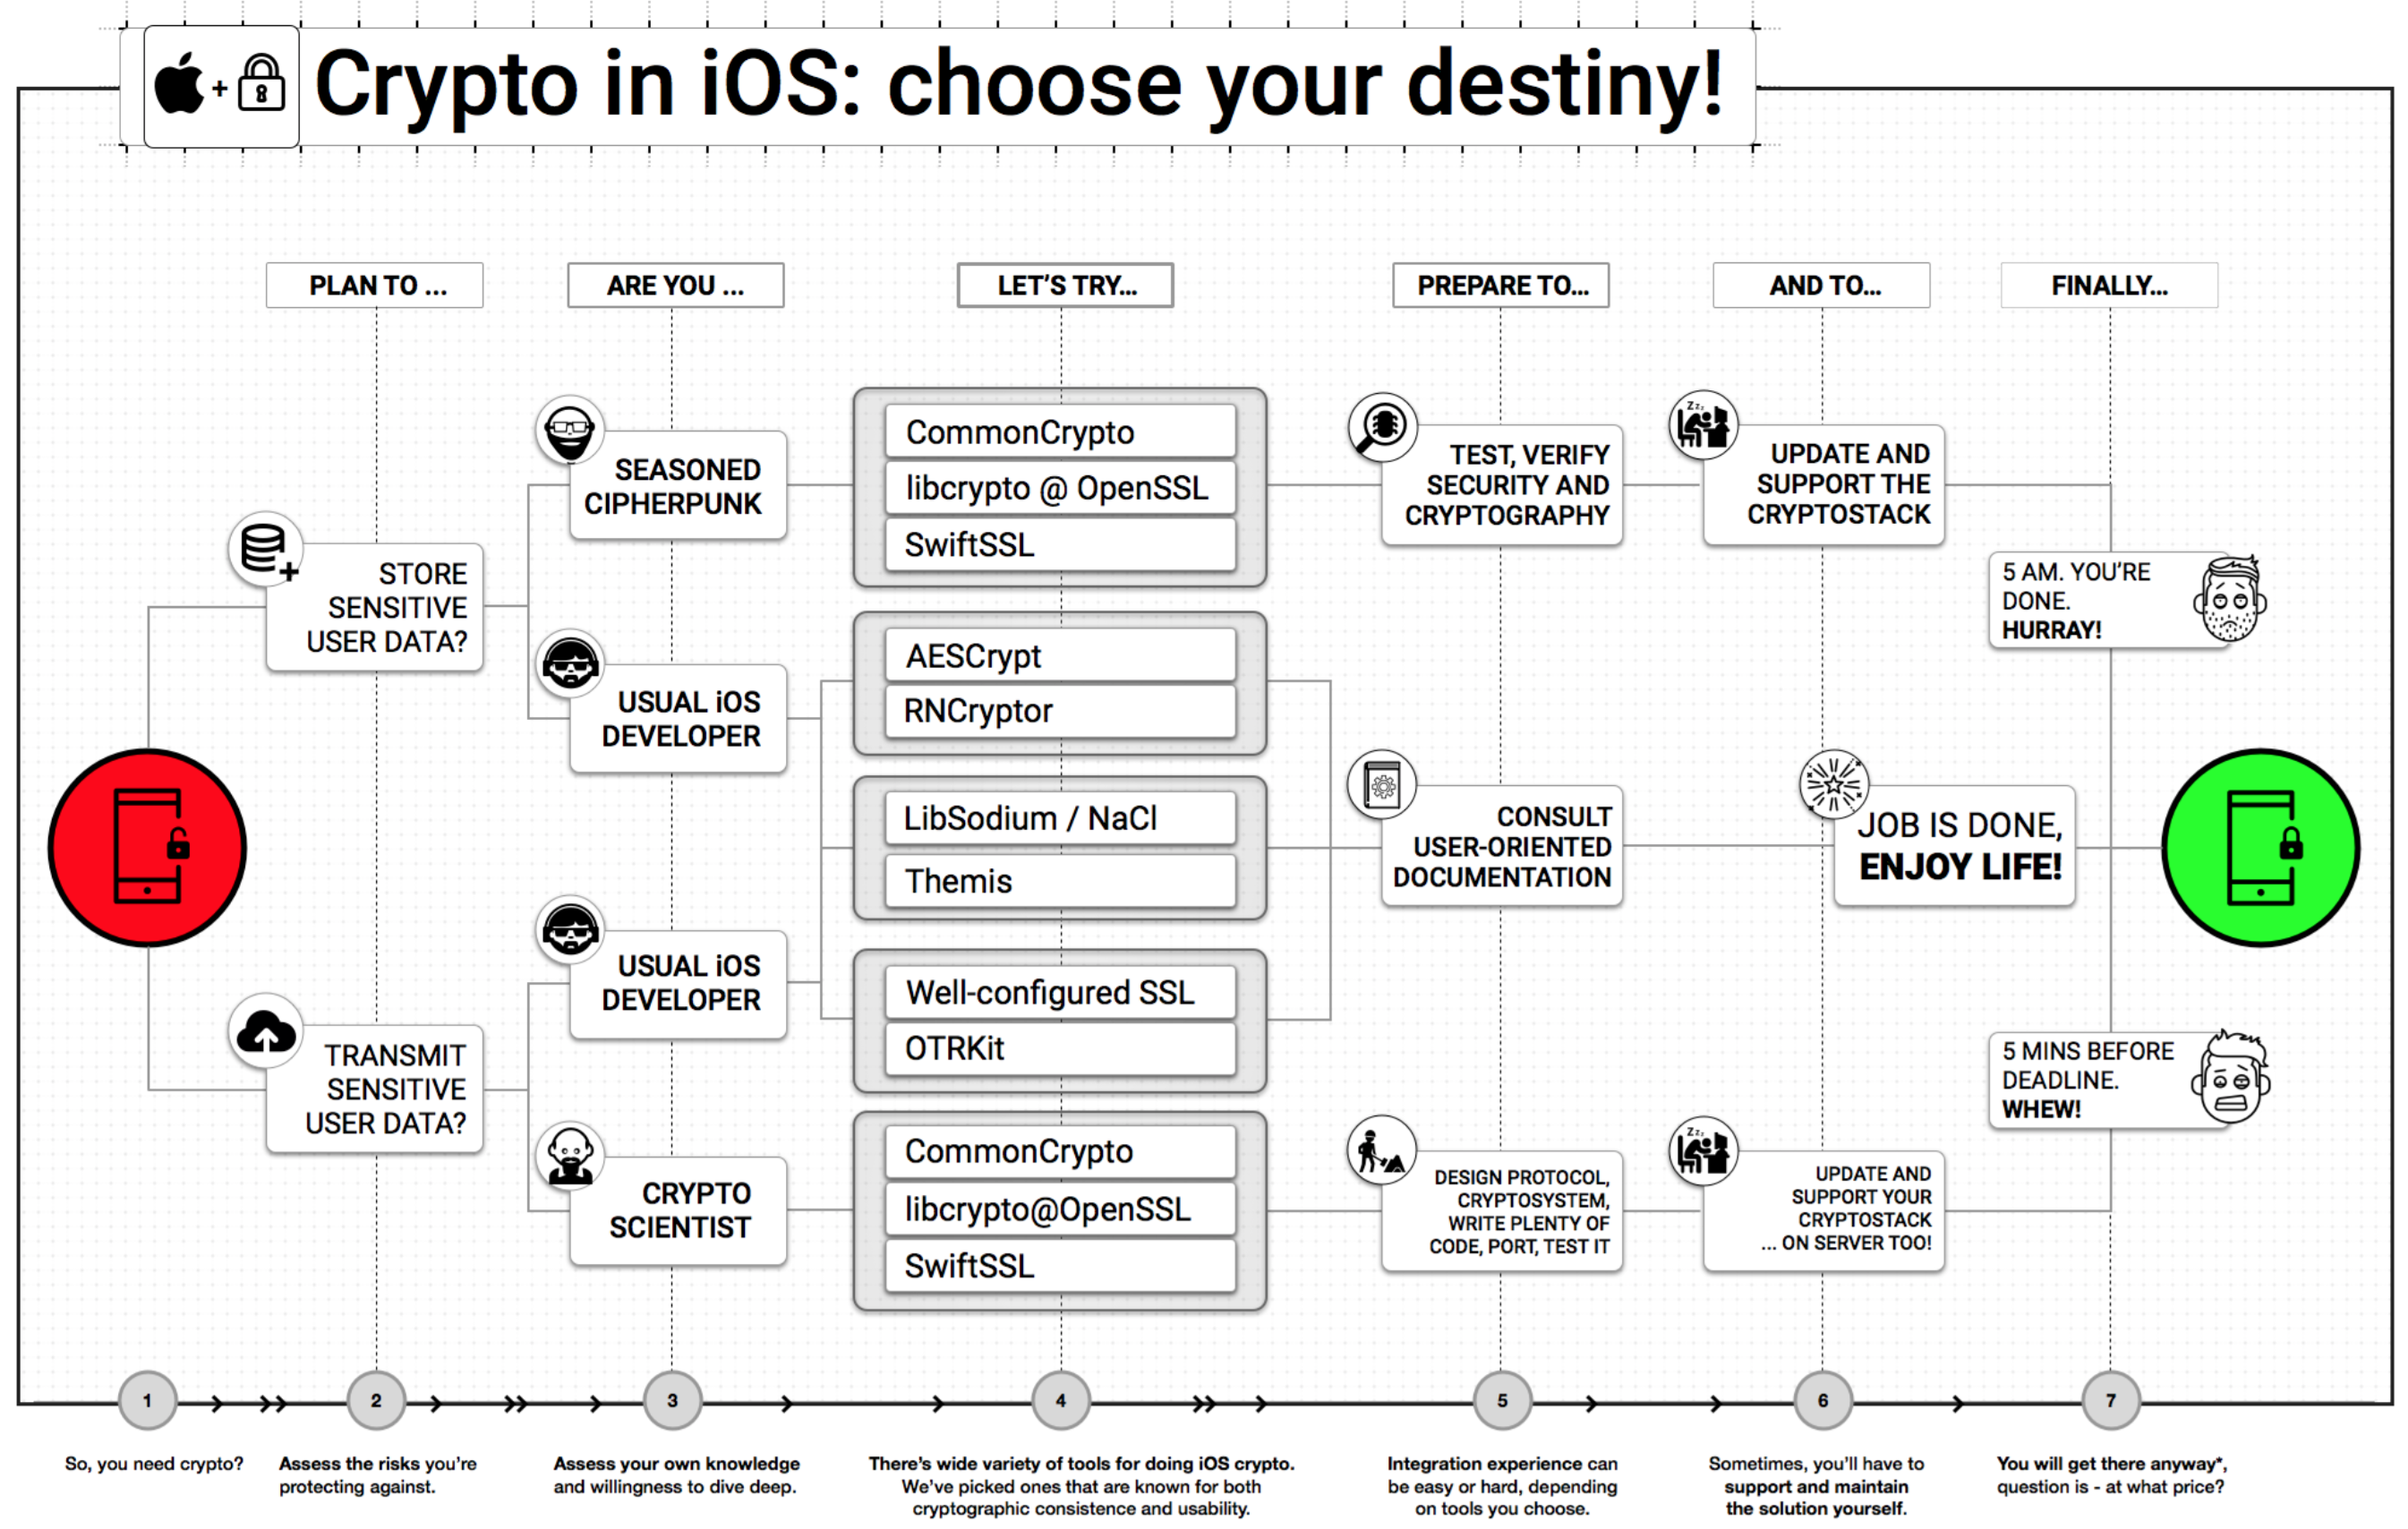 + Crypto in iOS: choose your destiny!
PLAN TO ...
ARE YOU ...
LET'S TRY...
PREPARE TO...
AND TO...
FINALLY...
STORE
SENSITIVE
USER DATA?
TRANSMIT
SENSITIVE
USER DATA?
SEASONED
CIPHERPUNK
USUAL iOS
DEVELOPER
USUAL iOS
DEVELOPER
CRYPTO
SCIENTIST
CommonCrypto
libcrypto @ OpenSSL
SwiftSSL
AESCrypt
RNCryptor
LibSodium / NaCl
Themis
Well-configured SSL
OTRKit
CommonCrypto
libcrypto@OpenSSL
SwiftSSL
TEST, VERIFY
SECURITY AND
CRYPTOGRAPHY
CONSULT
USER-ORIENTED
DOCUMENTATION
DESIGN PROTOCOL,
CRYPTOSYSTEM,
WRITE PLENTY OF
CODE, PORT, TEST IT
Zzz
UPDATE AND
SUPPORT THE
CRYPTOSTACK
JOB IS DONE,
ENJOY LIFE!
Zzz
UPDATE AND
SUPPORT YOUR
CRYPTOSTACK
... ON SERVER TOO!
5 AM. YOU'RE
DONE.
HURRAY!
5 MINS BEFORE
DEADLINE.
WHEW!
1
2
3
4
5
6
7
So, you need crypto?
Assess the risks you're
protecting against.
Assess your own knowledge
and willingness to dive deep.
There's wide variety of tools for doing iOS crypto.
We've picked ones that are known for both
cryptographic consistence and usability.
Integration experience can
be easy or hard, depending
on tools you choose.
Sometimes, you'll have to
support and maintain
the solution yourself.
You will get there anyway*,
question is - at what price?